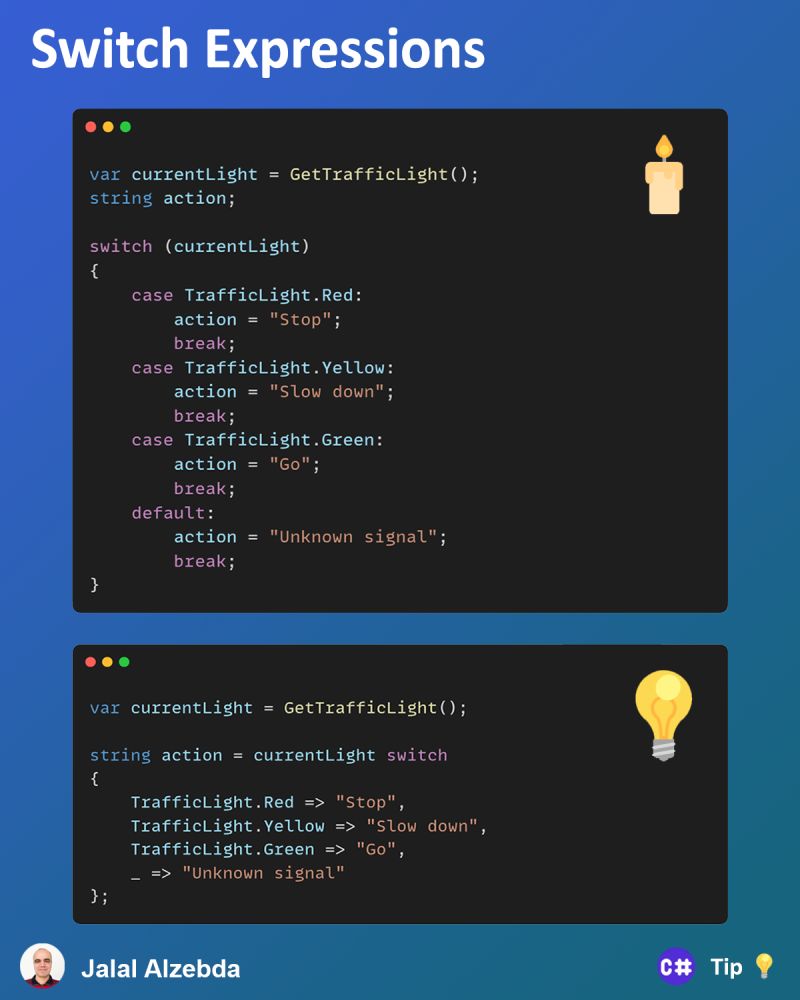 Switch Expressions
var currentLight = GetTrafficLight();
string action;
switch (currentLight)
{
    case TrafficLight.Red:
        action = "Stop";
        break;
    case TrafficLight.Yellow:
        action = "Slow down";
        break;
    case TrafficLight.Green:
        action = "Go";
        break;
    default:
        action = "Unknown signal";
        break;
}
var currentLight = GetTrafficLight();
string action = currentLight switch
{
    TrafficLight.Red => "Stop",
    TrafficLight.Yellow => "Slow down",
    TrafficLight.Green => "Go",
    _ => "Unknown signal"
};
Jalal Alzebda
C# Tip